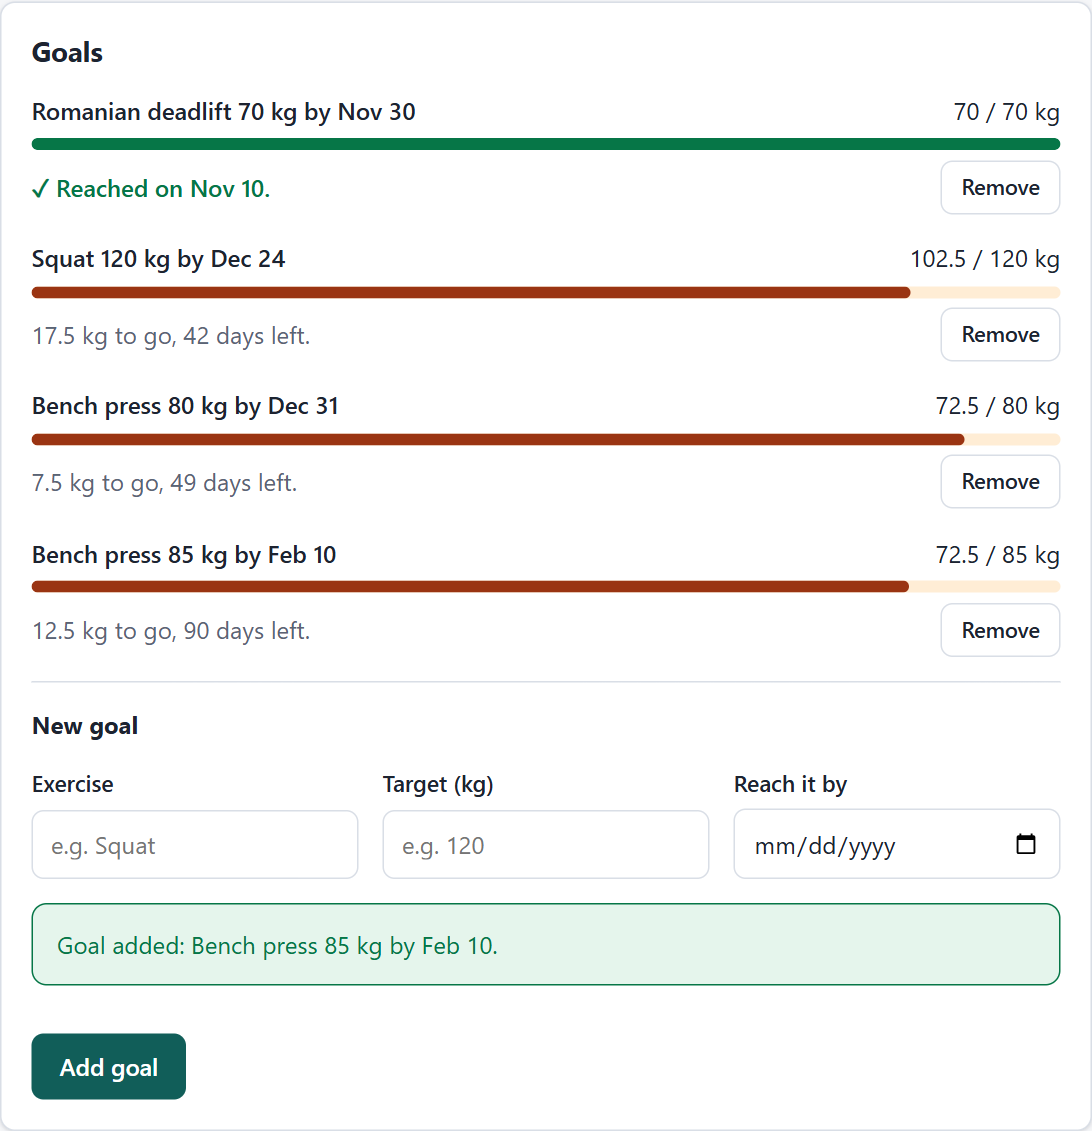 Goals
Romanian deadlift 70 kg by Nov 30 70 / 70 kg
✓ Reached on Nov 10. Remove
Squat 120 kg by Dec 24 102.5 / 120 kg
17.5 kg to go, 42 days left. Remove
Bench press 80 kg by Dec 31 72.5 / 80 kg
7.5 kg to go, 49 days left. Remove
Bench press 85 kg by Feb 10 72.5 / 85 kg
12.5 kg to go, 90 days left. Remove
New goal
Exercise Target (kg) Reach it by
e.g. Squat e.g. 120 mm/dd/yyyy
Goal added: Bench press 85 kg by Feb 10.
Add goal